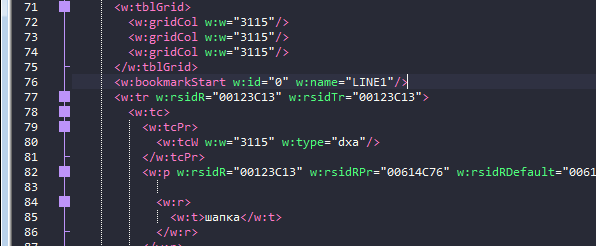 71 <w:tblGrid>
72 <w:gridCol w:w="3115"/>
73 <w:gridCol w:w="3115"/>
74 <w:gridCol w:w="3115"/>
75 </w:tblGrid>
76 <w:bookmarkStart w:id="0" w:name="LINE1"/>
77 <w:tr w:rsidR="00123C13" w:rsidTr="00123C13">
78 <w:tc>
79 <w:tcPr>
80 <w:tcW w:w="3115" w:type="dxa"/>
81 </w:tcPr>
82 <w:p w:rsidR="00123C13" w:rsidRPr="00614C76" w:rsidRDefault="0061
83
84 <w:r>
85 <w:t>шапка</w:t>
86 </w:r>